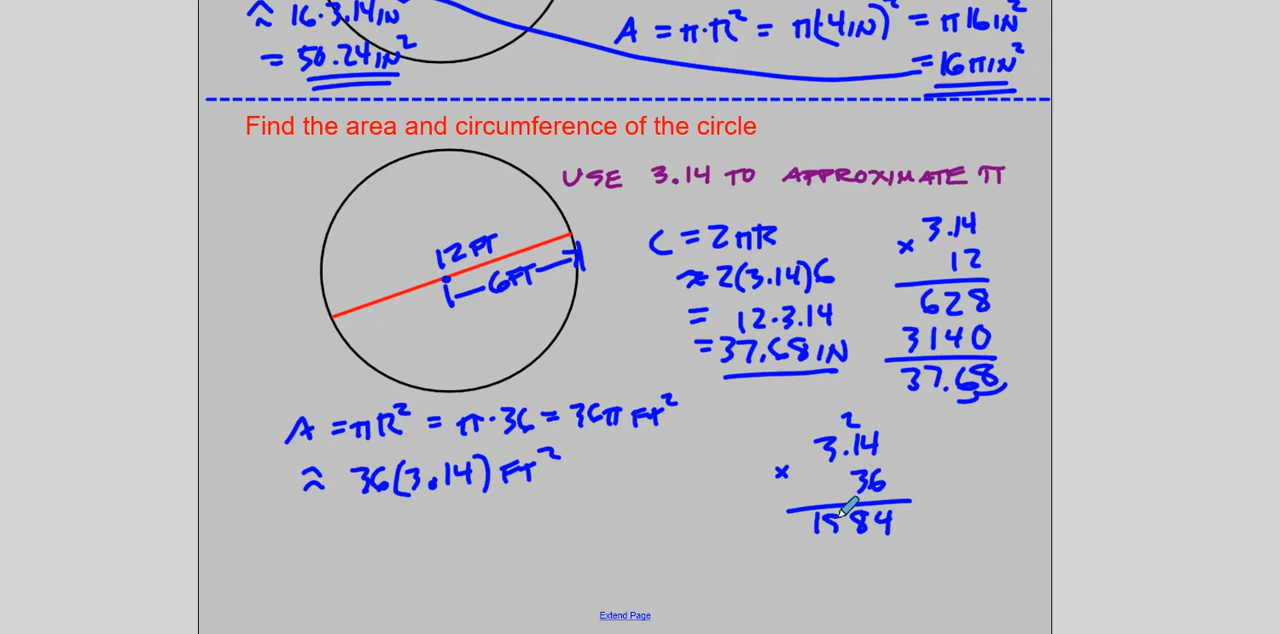 ≈ 16·3.14IN
= 50.24IN²
A = π·R² = π(·4IN)² = π16IN²
= 16πIN²
Find the area and circumference of the circle
USE 3.14 TO APPROXIMATE π
12FT
6FT
C = 2πR
≈ 2(3.14)6
= 12·3.14
= 37.68IN
3.14
× 12
628
3140
37.68
A = πR² = π·36 = 36π FT²
≈ 36(3.14) FT²
2
3.14
× 36
1884
Extend Page